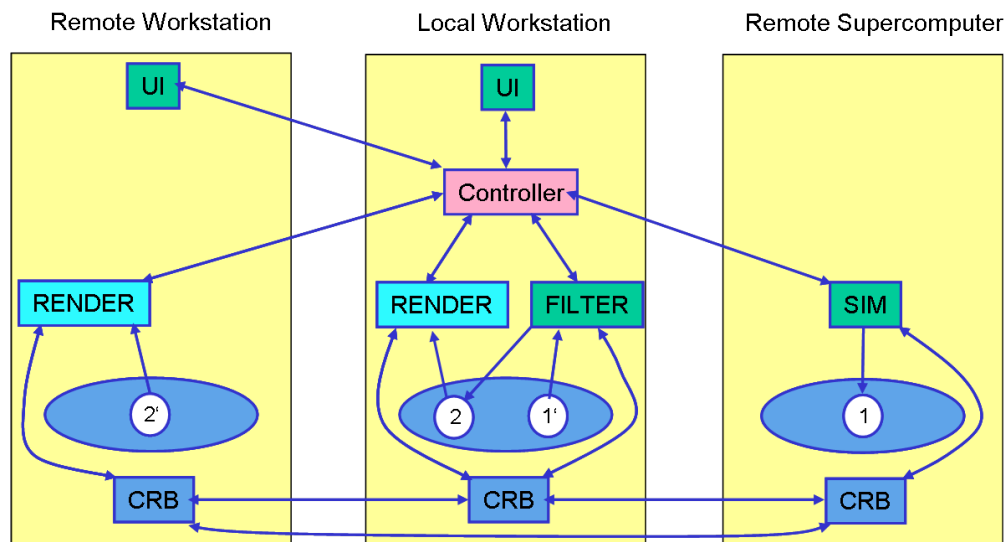 Remote Workstation
Local Workstation
Remote Supercomputer
UI
UI
Controller
RENDER
RENDER
FILTER
SIM
2‘
2
1‘
1
CRB
CRB
CRB